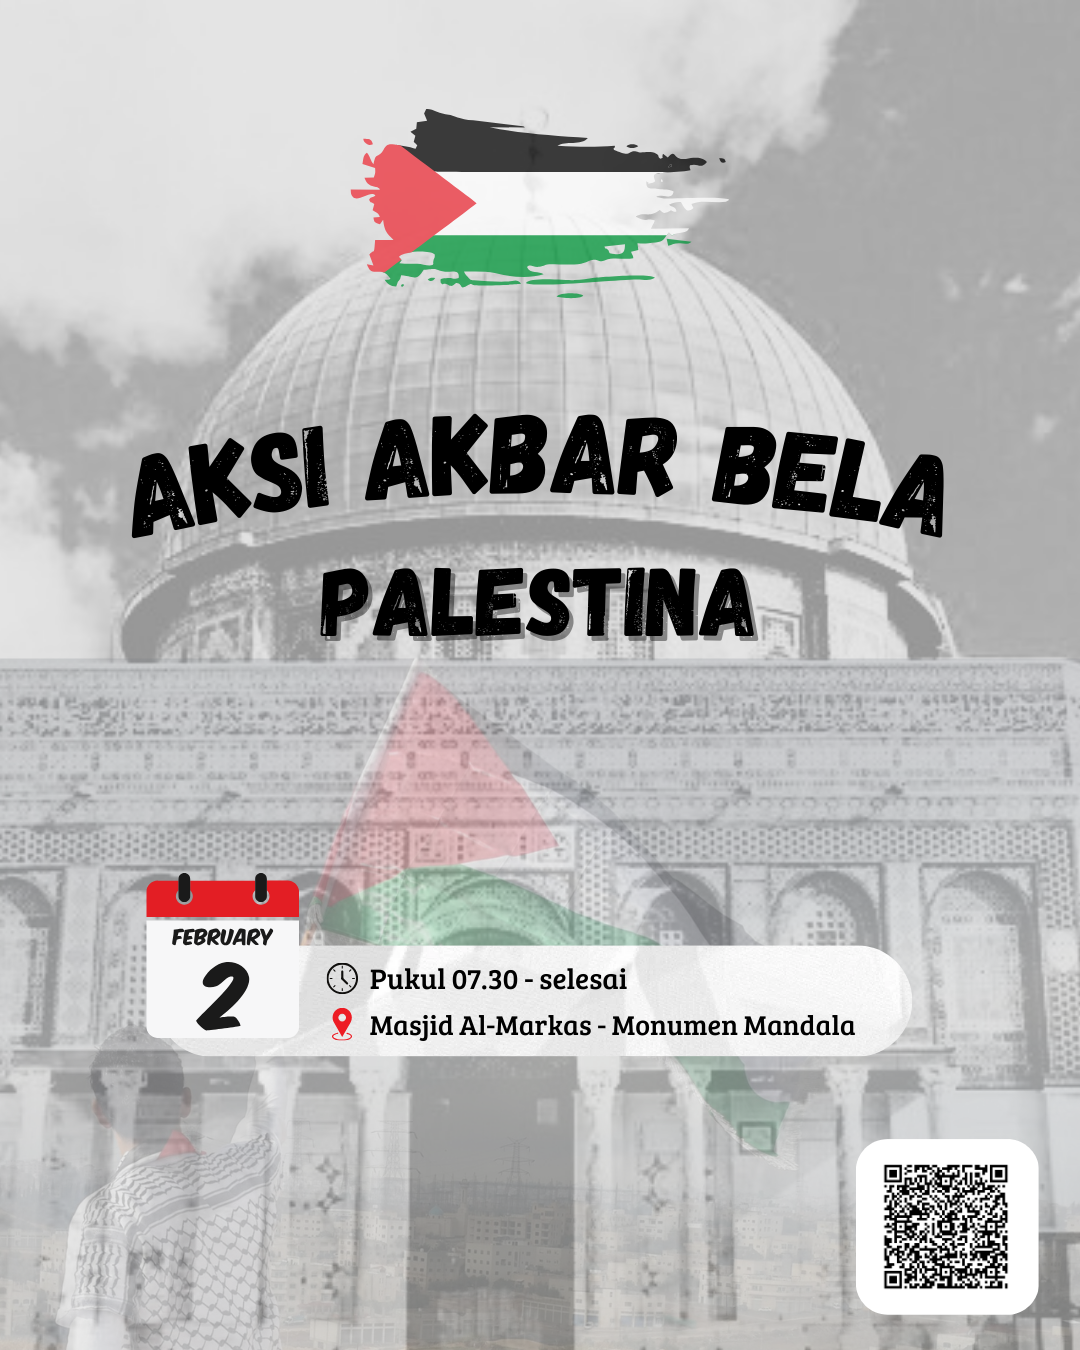 AKSI AKBAR BELA
PALESTINA
FEBRUARY
2
Pukul 07.30 - selesai
Masjid Al-Markas - Monumen Mandala